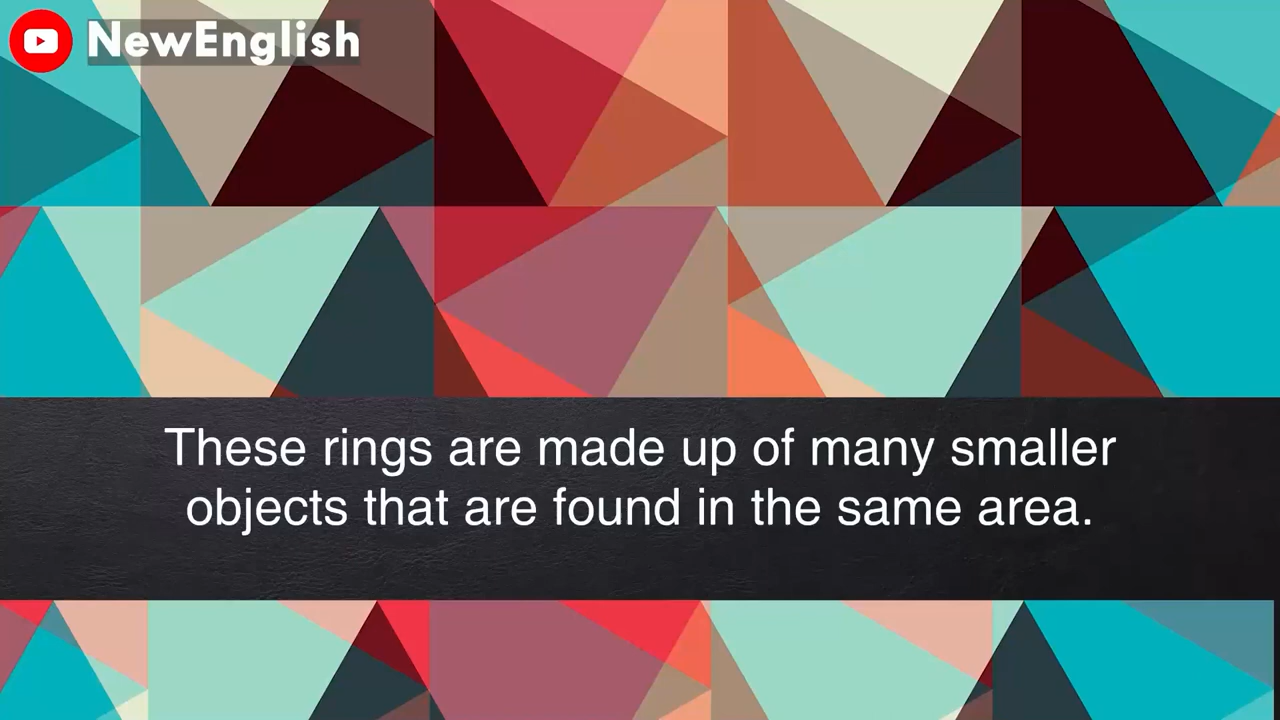 NewEnglish
These rings are made up of many smaller
objects that are found in the same area.